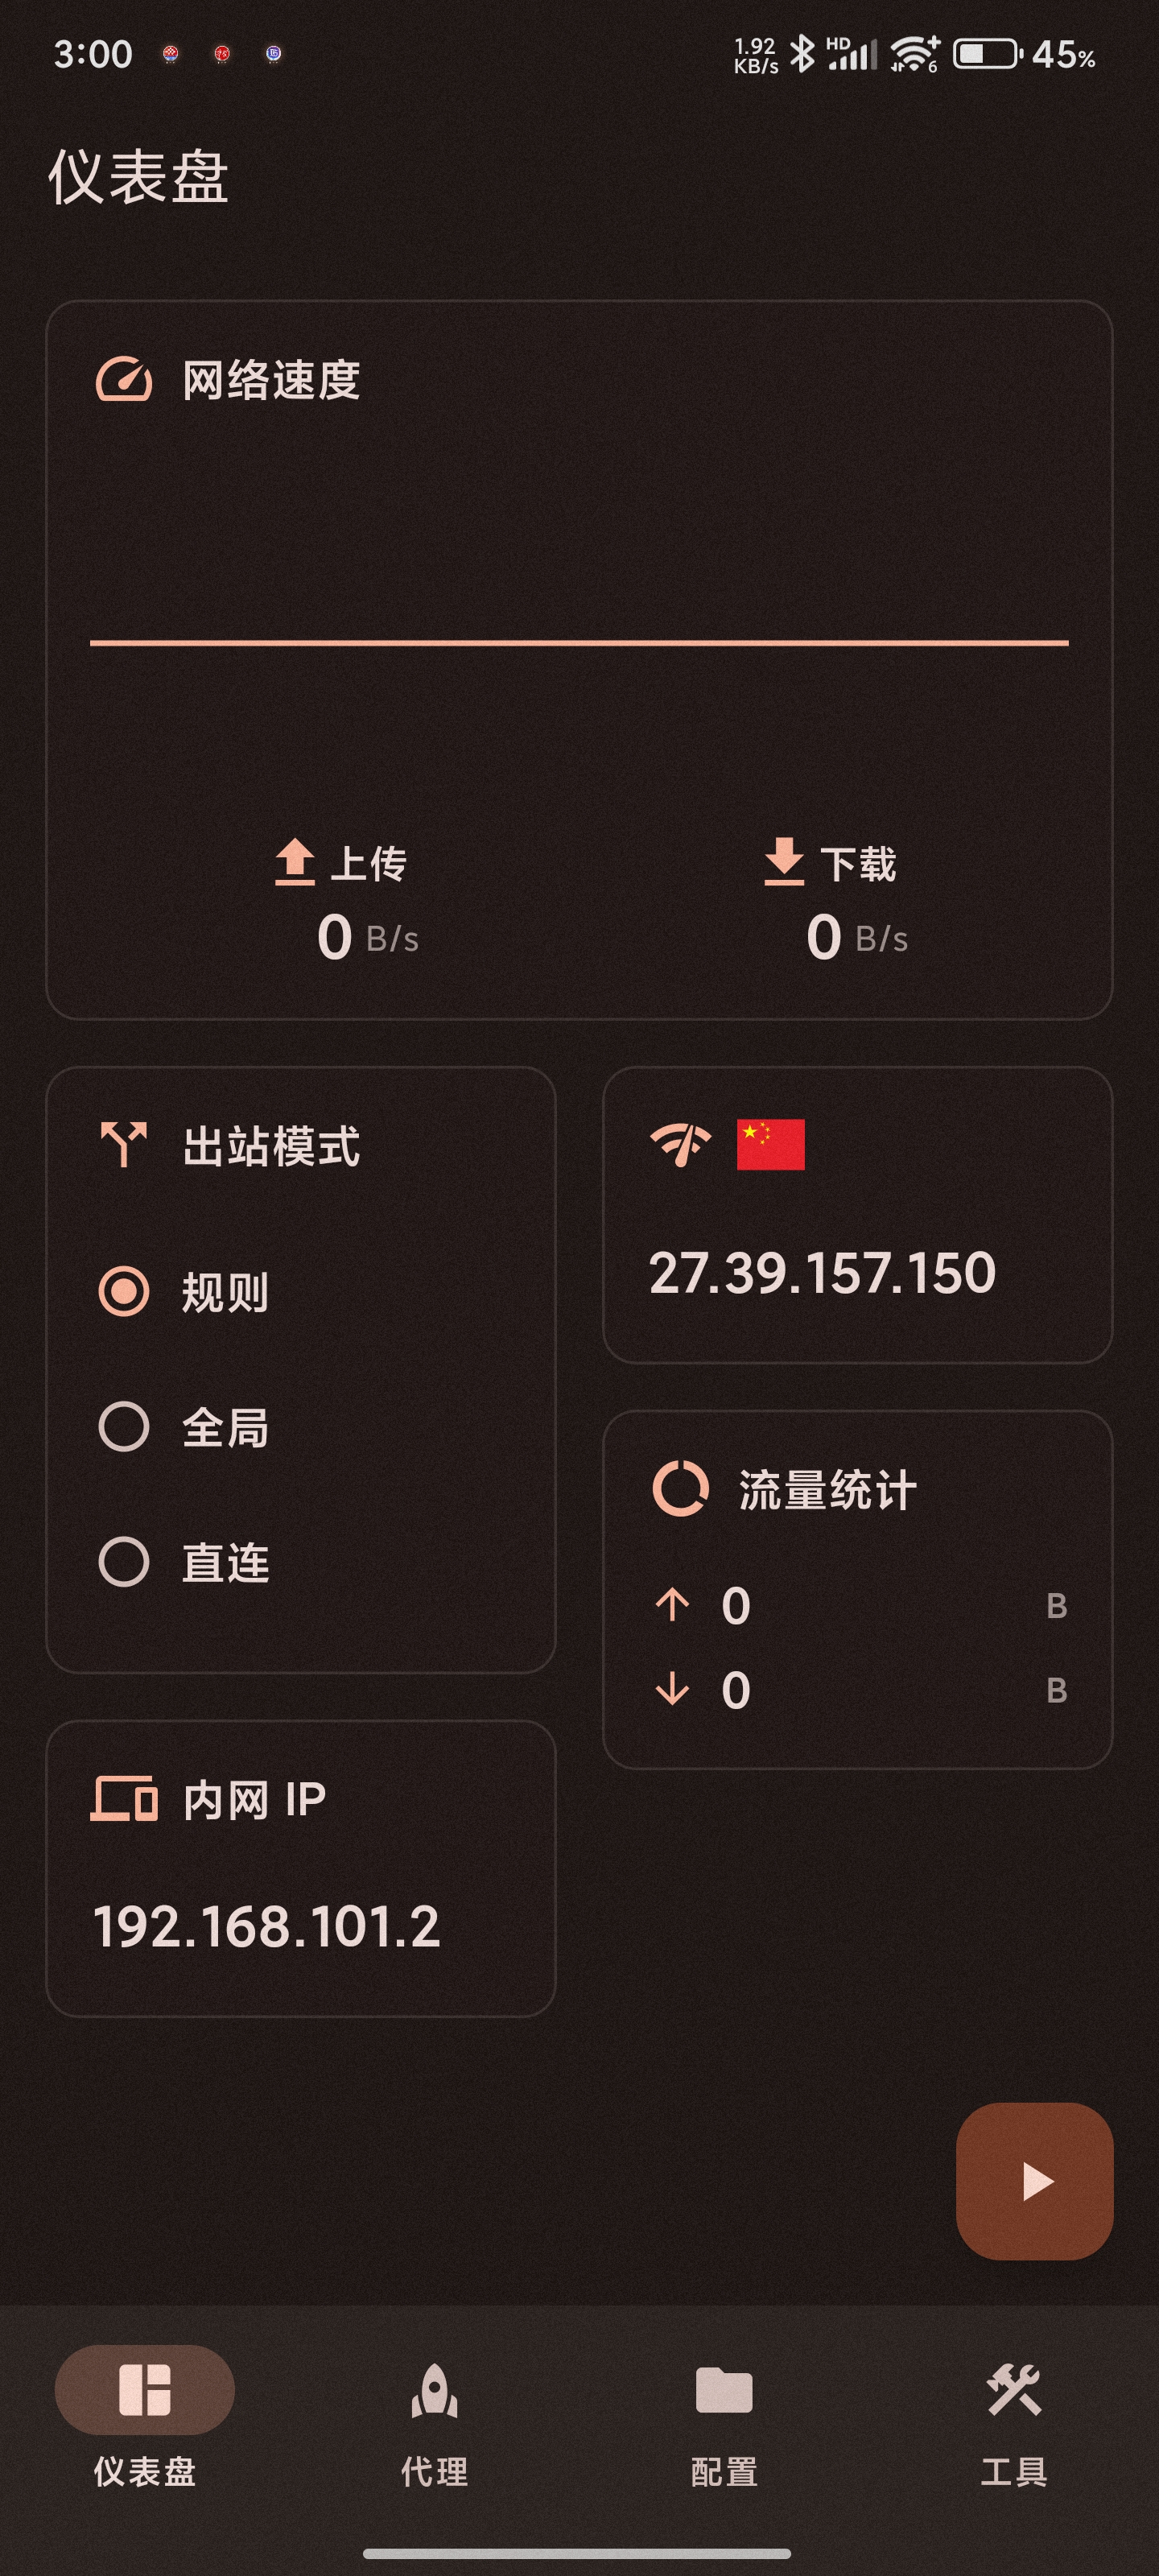 3:00
1.92 KB/s HD 6 45%
仪表盘
网络速度
上传
下载
0 B/s
0 B/s
出站模式
规则
全局
直连
27.39.157.150
流量统计
0 B
0 B
内网 IP
192.168.101.2
仪表盘
代理
配置
工具